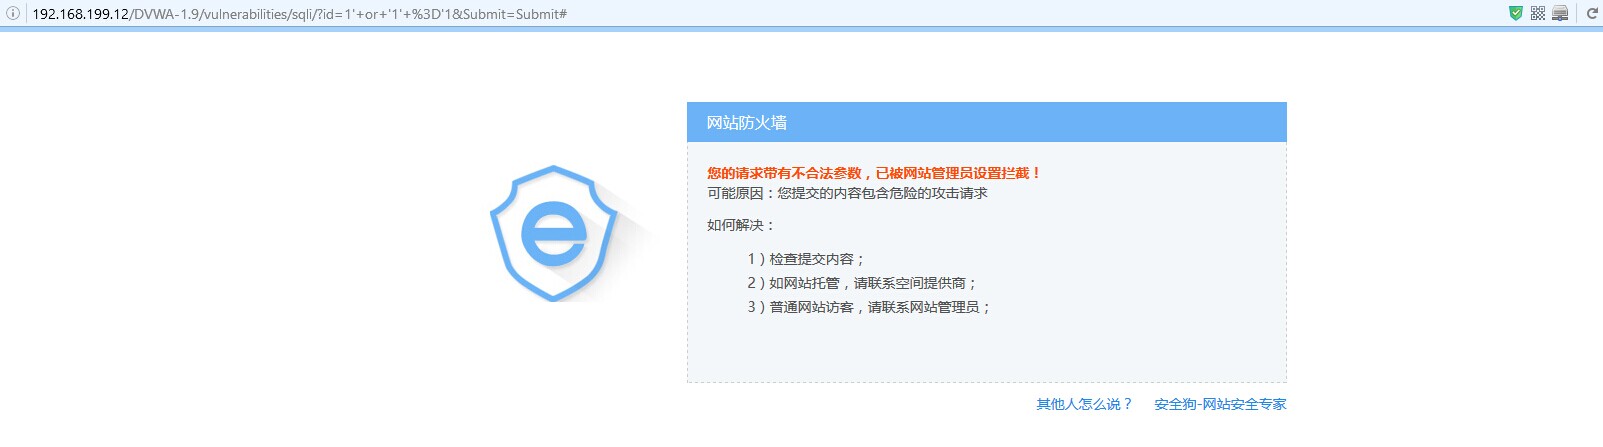 192.168.199.12/DVWA-1.9/vulnerabilities/sqli/?id=1'+or+'1'+%3D'1&Submit=Submit#
网站防火墙
您的请求带有不合法参数，已被网站管理员设置拦截！
可能原因：您提交的内容包含危险的攻击请求
如何解决：
1）检查提交内容；
2）如网站托管，请联系空间提供商；
3）普通网站访客，请联系网站管理员；
其他人怎么说？ 安全狗-网站安全专家